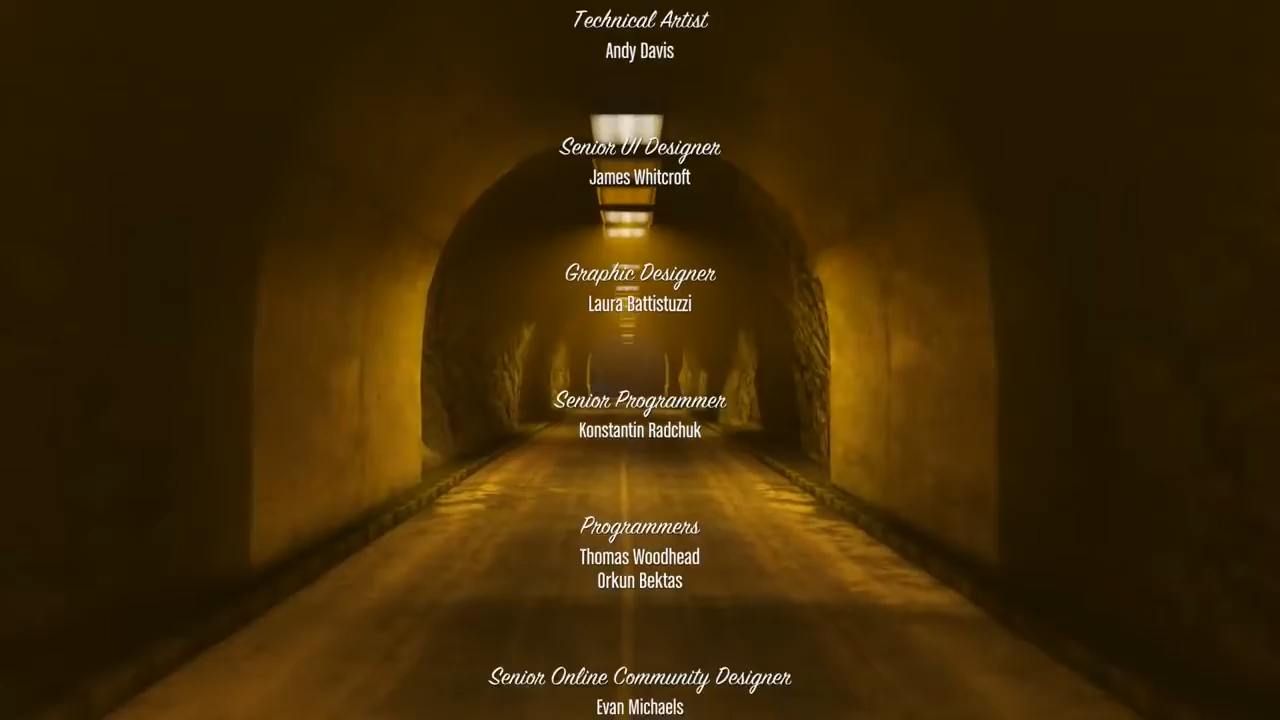 Technical Artist
Andy Davis
Senior UI Designer
James Whitcroft
Graphic Designer
Laura Battistuzzi
Senior Programmer
Konstantin Radchuk
Programmers
Thomas Woodhead
Orkun Bektas
Senior Online Community Designer
Evan Michaels